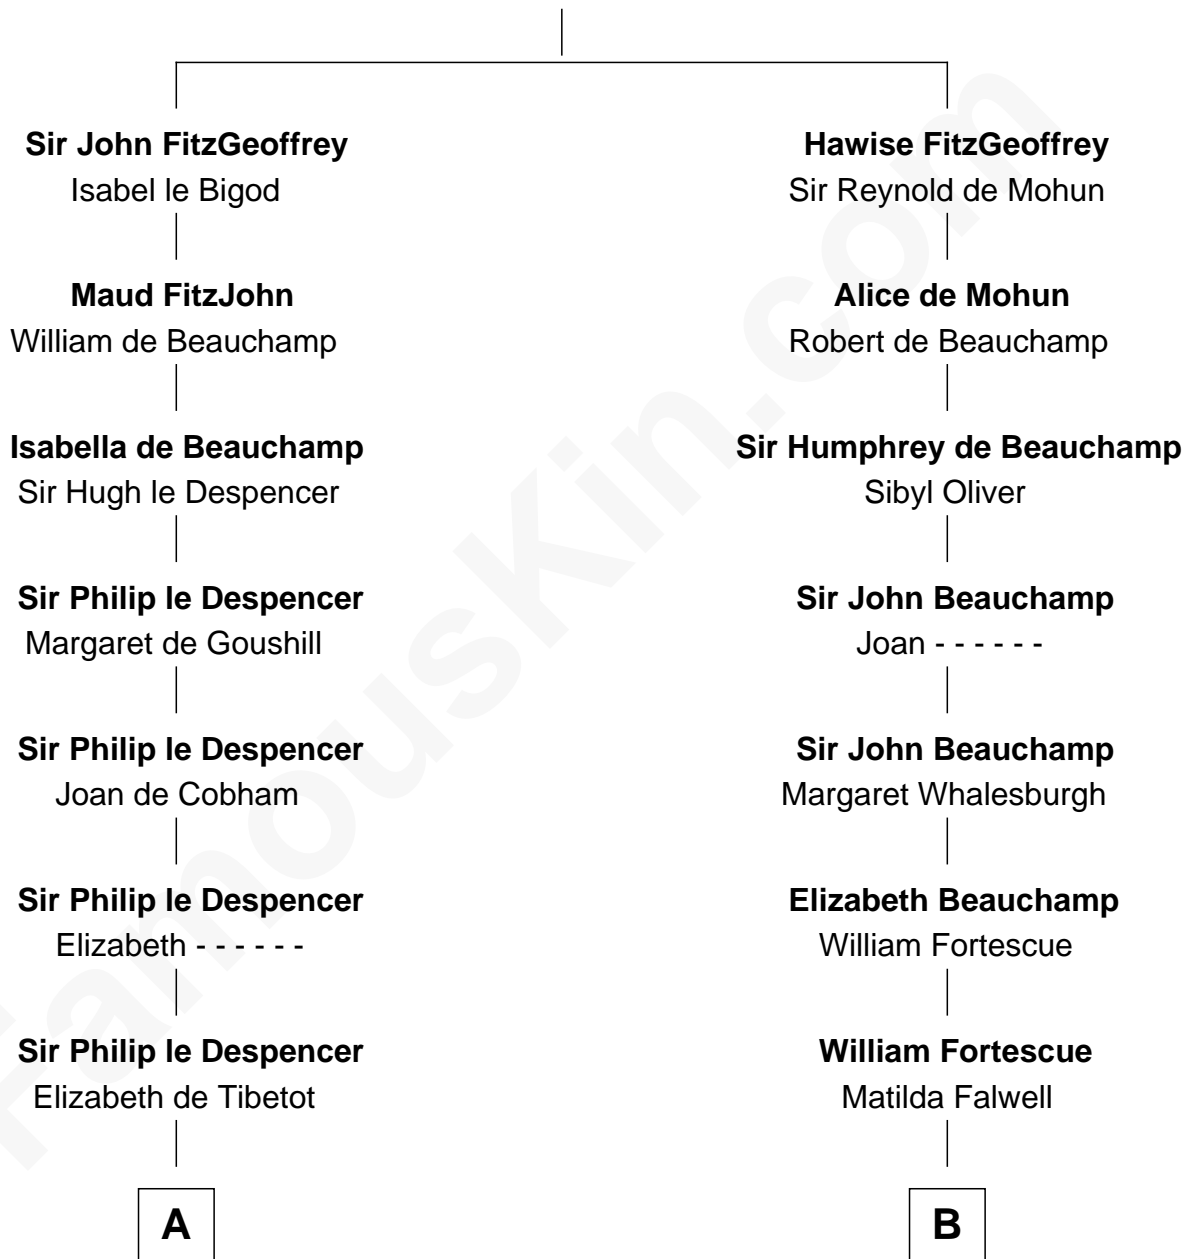 Sir John FitzGeoffrey
Isabel le Bigod
Maud FitzJohn
William de Beauchamp
Isabella de Beauchamp
Sir Hugh le Despencer
Sir Philip le Despencer
Margaret de Goushill
Sir Philip le Despencer
Joan de Cobham
Sir Philip le Despencer
Elizabeth - - - - - -
Sir Philip le Despencer
Elizabeth de Tibetot
A
Hawise FitzGeoffrey
Sir Reynold de Mohun
Alice de Mohun
Robert de Beauchamp
Sir Humphrey de Beauchamp
Sibyl Oliver
Sir John Beauchamp
Joan - - - - - -
Sir John Beauchamp
Margaret Whalesburgh
Elizabeth Beauchamp
William Fortescue
William Fortescue
Matilda Falwell
B
FamousKin.com